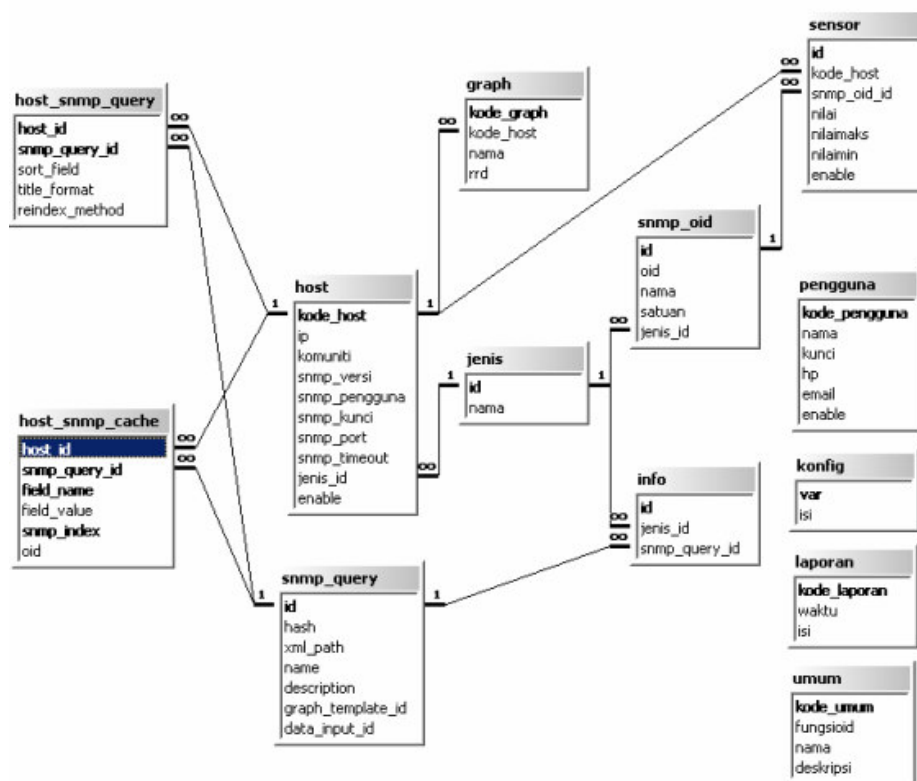 host_snmp_query
host_id
snmp_query_id
sort_field
title_format
reindex_method
host_snmp_cache
host_id
snmp_query_id
field_name
field_value
snmp_index
oid
host
kode_host
ip
komuniti
snmp_versi
snmp_pengguna
snmp_kunci
snmp_port
snmp_timeout
jenis_id
enable
snmp_query
id
hash
xml_path
name
description
graph_template_id
data_input_id
graph
kode_graph
kode_host
nama
rrd
jenis
id
nama
snmp_oid
id
oid
nama
satuan
jenis_id
info
id
jenis_id
snmp_query_id
sensor
id
kode_host
snmp_oid_id
nilai
nilaimaks
nilaimin
enable
pengguna
kode_pengguna
nama
kunci
hp
email
enable
konfig
var
isi
laporan
kode_laporan
waktu
isi
umum
kode_umum
fungsioid
nama
deskripsi
∞
∞
∞
∞
1
1
1
∞
∞
1
∞
1
1
∞
∞
∞
∞
∞
1